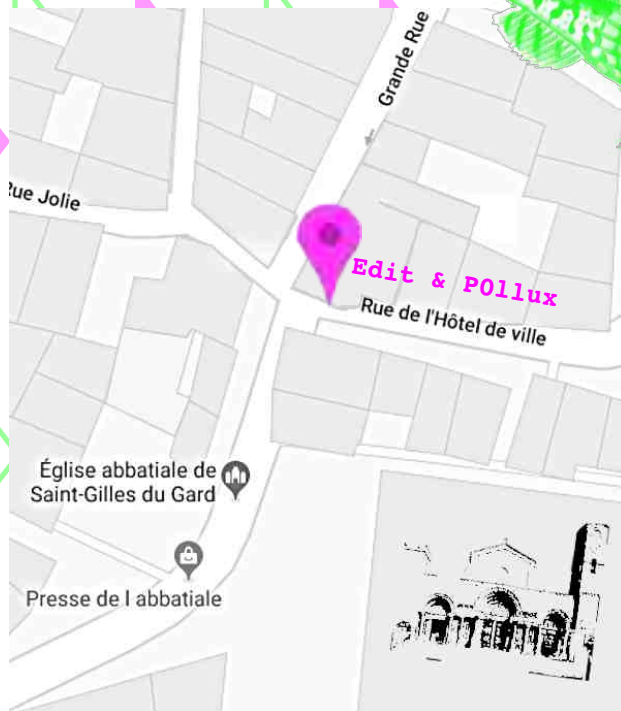 Grande Rue
Rue Jolie
Edit & P0llux
Rue de l'Hôtel de ville
Église abbatiale de
Saint-Gilles du Gard
Presse de l abbatiale